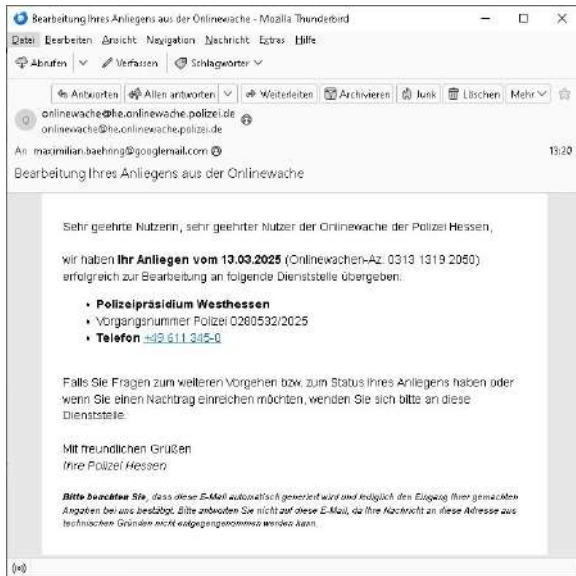 Bearbeitung Ihres Anliegens aus der Onlinewache - Mozilla Thunderbird
Datei Bearbeiten Ansicht Navigation Nachricht Extras Hilfe
Abrufen Verfassen Schlagwörter
Antworten Allen antworten Weiterleiten Archivieren Junk Löschen Mehr
O onlinewache@he.onlinewache.polizei.de
onlinewache@he.onlinewache.polizei.de
An maximilian.baehring@googlemail.com 13:20
Bearbeitung Ihres Anliegens aus der Onlinewache
Sehr geehrte Nutzerin, sehr geehrter Nutzer der Onlinewache der Polizei Hessen,
wir haben Ihr Anliegen vom 13.03.2025 (Onlinewachen-Az. 0313 1319 2050)
erfolgreich zur Bearbeitung an folgende Dienststelle übergeben:
• Polizeipräsidium Westhessen
• Vorgangsnummer Polizei 0280532/2025
• Telefon +49 611 345-0
Falls Sie Fragen zum weiteren Vorgehen bzw. zum Status Ihres Anliegens haben oder
wenn Sie einen Nachtrag einreichen möchten, wenden Sie sich bitte an diese
Dienststelle.
Mit freundlichen Grüßen
Ihre Polizei Hessen
Bitte beachten Sie, dass diese E-Mail automatisch generiert wird und lediglich den Eingang Ihrer gemachten
Angaben bei uns bestätigt. Bitte antworten Sie nicht auf diese E-Mail, da Ihre Nachricht an diese Adresse aus
technischen Gründen nicht entgegengenommen werden kann.